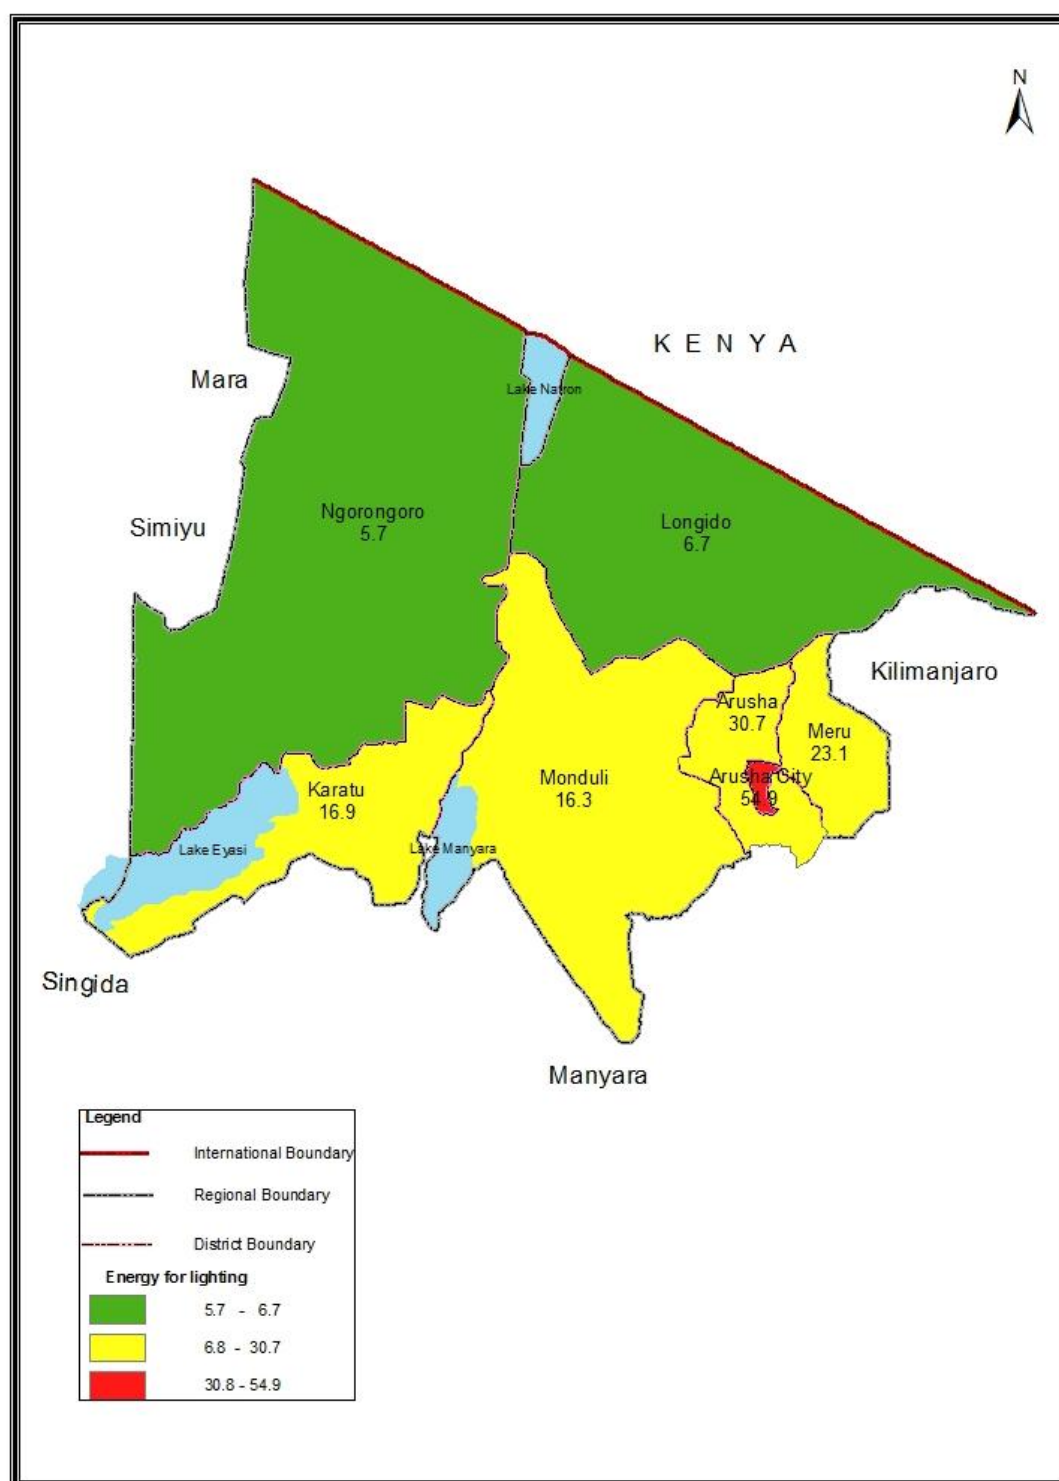 N
KENYA
Mara
Lake Natron
Ngorongoro
5.7
Simiyu
Longido
6.7
Kilimanjaro
Arusha
30.7
Meru
23.1
Karatu
16.9
Monduli
16.3
Arusha City
54.9
Lake Eyasi
Lake Manyara
Singida
Manyara
Legend
International Boundary
Regional Boundary
District Boundary
Energy for lighting
5.7 - 6.7
6.8 - 30.7
30.8 - 54.9